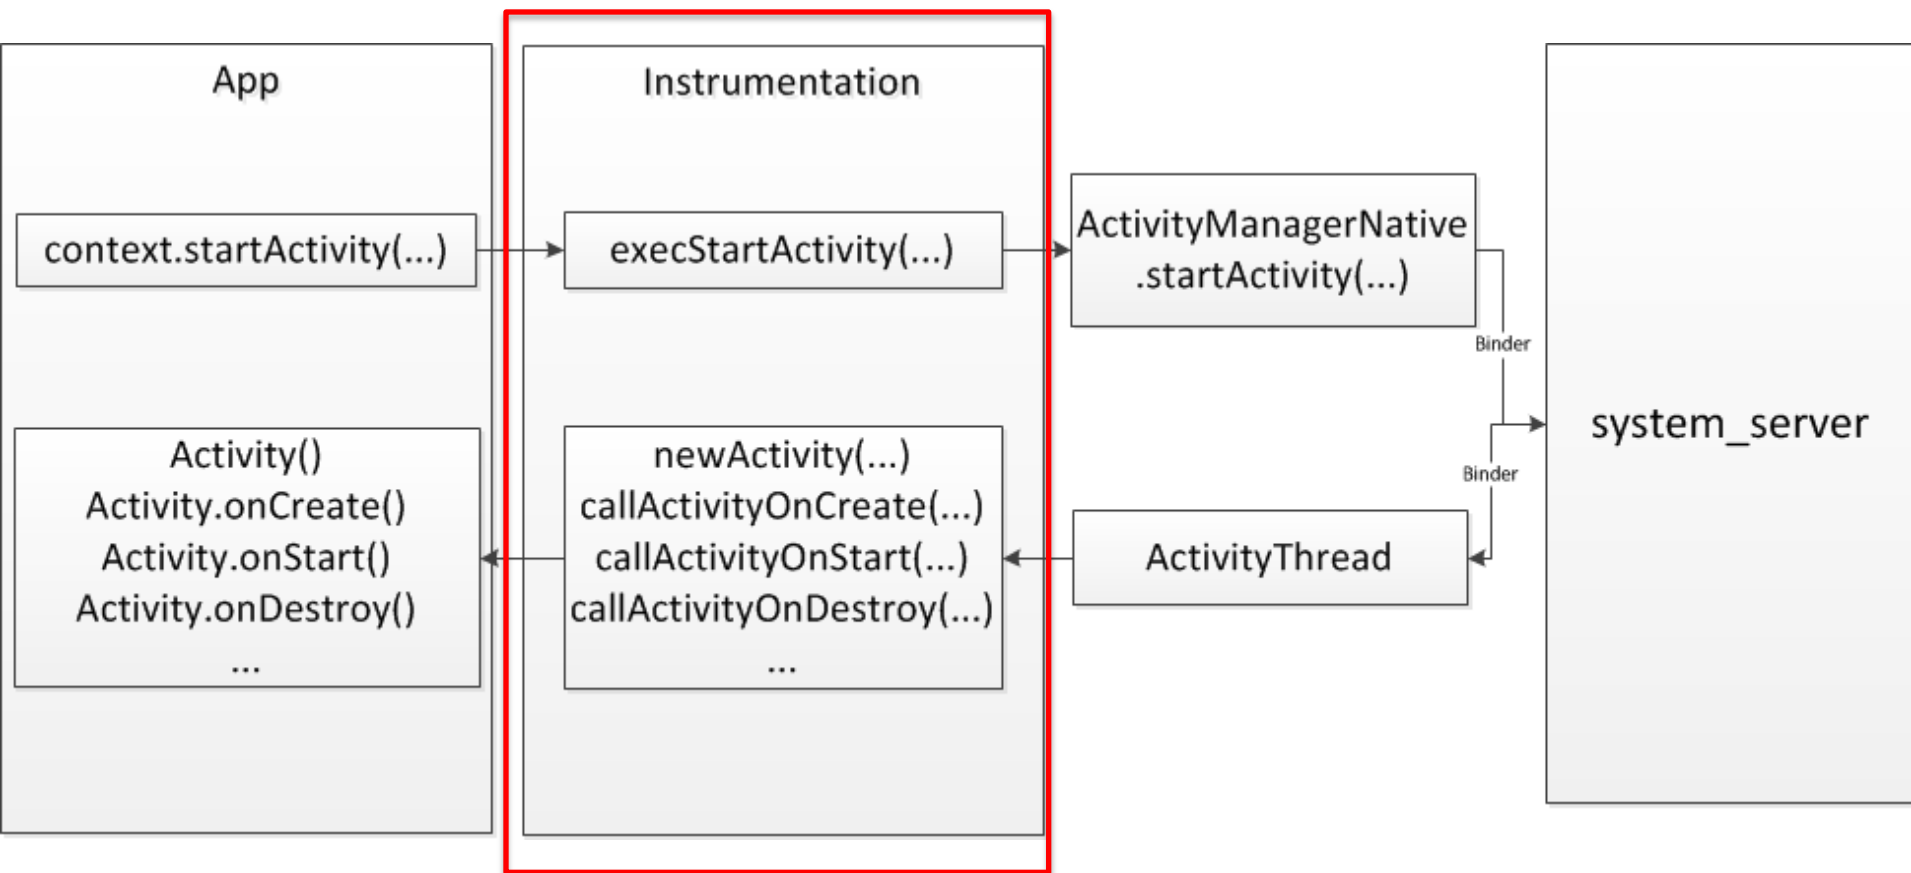 App
context.startActivity(...)
Activity()
Activity.onCreate()
Activity.onStart()
Activity.onDestroy()
...
Instrumentation
execStartActivity(...)
newActivity(...)
callActivityOnCreate(...)
callActivityOnStart(...)
callActivityOnDestroy(...)
...
ActivityManagerNative
.startActivity(...)
Binder
Binder
ActivityThread
system_server